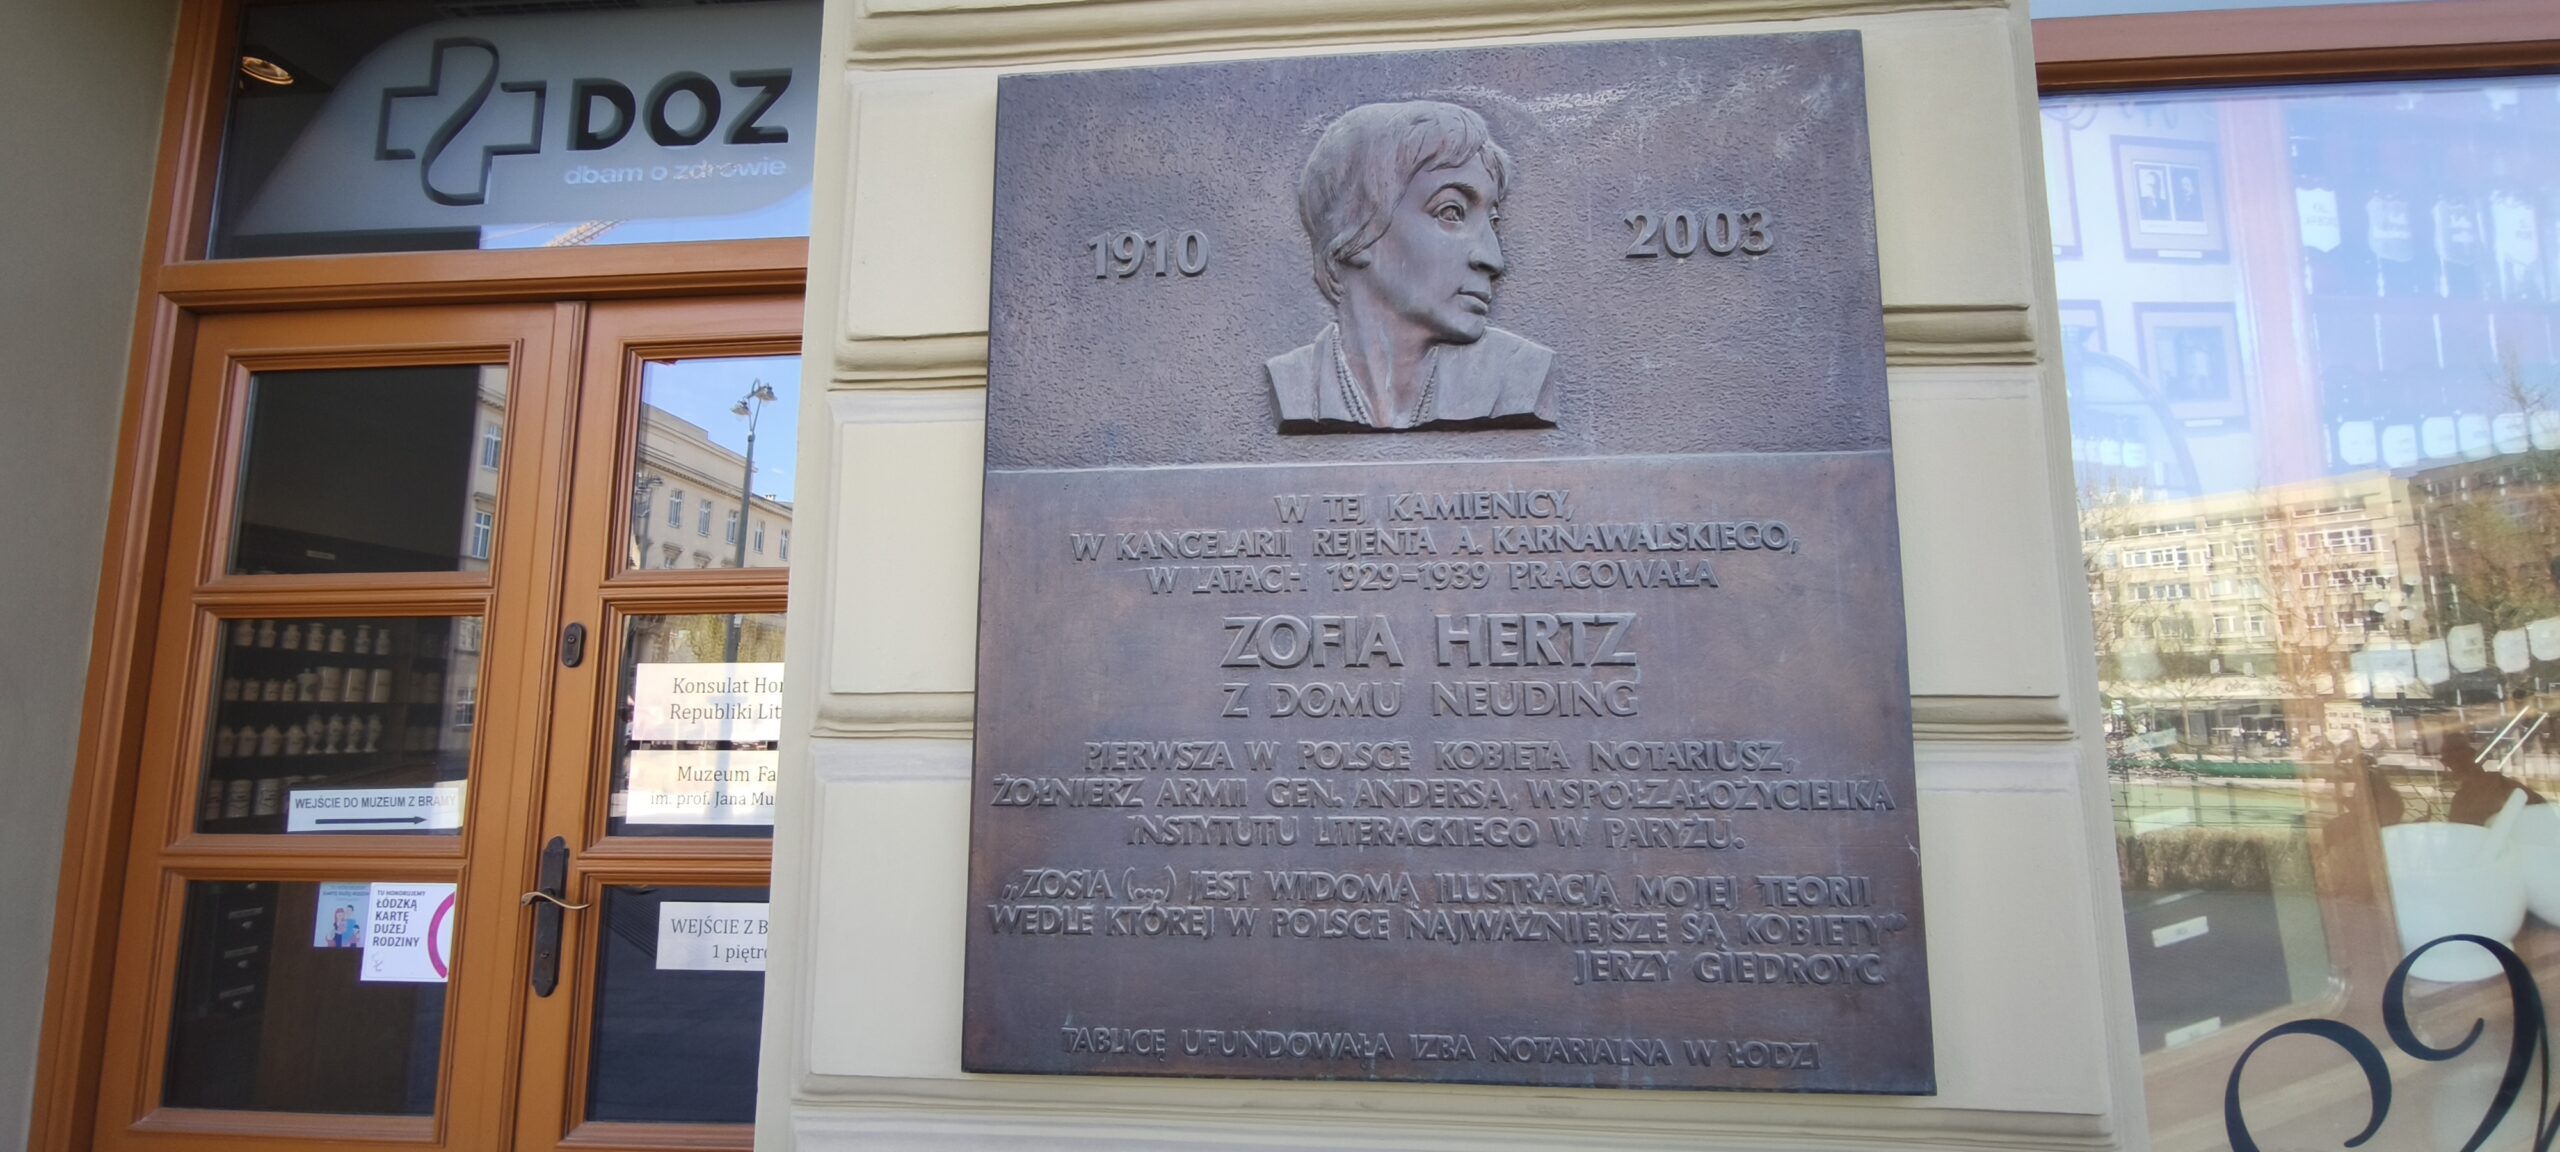 DOZ
dbam o zdrowie
WEJŚCIE DO MUZEUM Z BRAMY
TU HONORUJEMY
ŁÓDZKĄ
KARTĘ
DUŻEJ
RODZINY
Konsulat Hon
Republiki Lit
Muzeum Fa
im. prof. Jana Mu
WEJŚCIE Z B
1 piętro
1910
2003
W TEJ KAMIENICY,
W KANCELARII REJENTA A. KARNAWALSKIEGO,
W LATACH 1929-1939 PRACOWAŁA
ZOFIA HERTZ
Z DOMU NEUDING
PIERWSZA W POLSCE KOBIETA NOTARIUSZ,
ŻOŁNIERZ ARMII GEN. ANDERSA, WSPÓŁZAŁOŻYCIELKA
INSTYTUTU LITERACKIEGO W PARYŻU.
„ZOSIA (...) JEST WIDOMĄ ILUSTRACJĄ MOJEJ TEORII
WEDLE KTÓREJ W POLSCE NAJWAŻNIEJSZE SĄ KOBIETY"
JERZY GIEDROYC
TABLICĘ UFUNDOWAŁA IZBA NOTARIALNA W ŁODZI